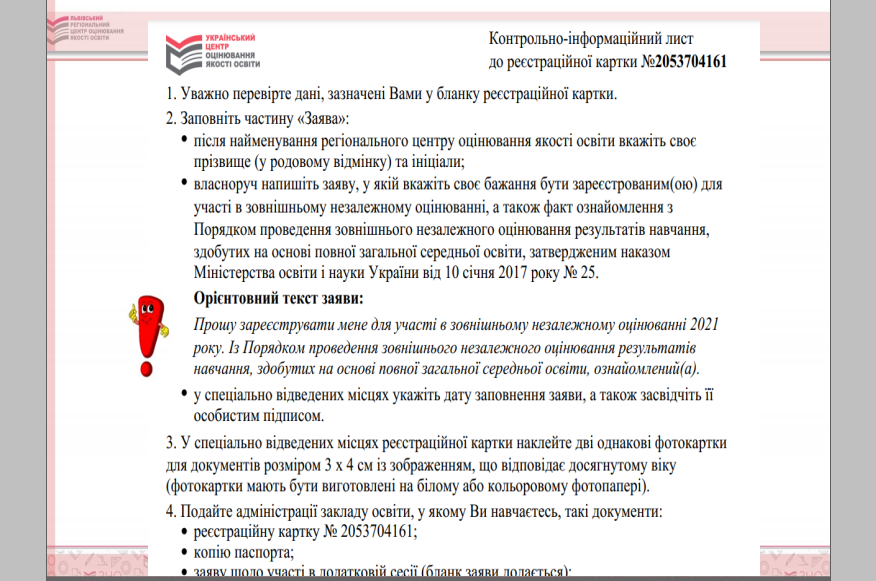 ЛЬВІВСЬКИЙ
РЕГІОНАЛЬНИЙ
ЦЕНТР ОЦІНЮВАННЯ
ЯКОСТІ ОСВІТИ
УКРАЇНСЬКИЙ
ЦЕНТР
ОЦІНЮВАННЯ
ЯКОСТІ ОСВІТИ
Контрольно-інформаційний лист
до реєстраційної картки №2053704161
1. Уважно перевірте дані, зазначені Вами у бланку реєстраційної картки.
2. Заповніть частину «Заява»:
• після найменування регіонального центру оцінювання якості освіти вкажіть своє
прізвище (у родовому відмінку) та ініціали;
• власноруч напишіть заяву, у якій вкажіть своє бажання бути зареєстрованим(ою) для
участі в зовнішньому незалежному оцінюванні, а також факт ознайомлення з
Порядком проведення зовнішнього незалежного оцінювання результатів навчання,
здобутих на основі повної загальної середньої освіти, затвердженим наказом
Міністерства освіти і науки України від 10 січня 2017 року № 25.
Орієнтовний текст заяви:
Прошу зареєструвати мене для участі в зовнішньому незалежному оцінюванні 2021
року. Із Порядком проведення зовнішнього незалежного оцінювання результатів
навчання, здобутих на основі повної загальної середньої освіти, ознайомлений(а).
• у спеціально відведених місцях укажіть дату заповнення заяви, а також засвідчіть її
особистим підписом.
3. У спеціально відведених місцях реєстраційної картки наклейте дві однакові фотокартки
для документів розміром 3 х 4 см із зображенням, що відповідає досягнутому віку
(фотокартки мають бути виготовлені на білому або кольоровому фотопапері).
4. Подайте адміністрації закладу освіти, у якому Ви навчаєтесь, такі документи:
• реєстраційну картку № 2053704161;
• копію паспорта;
• заяву щодо участі в додатковій сесії (бланк заяви додається);